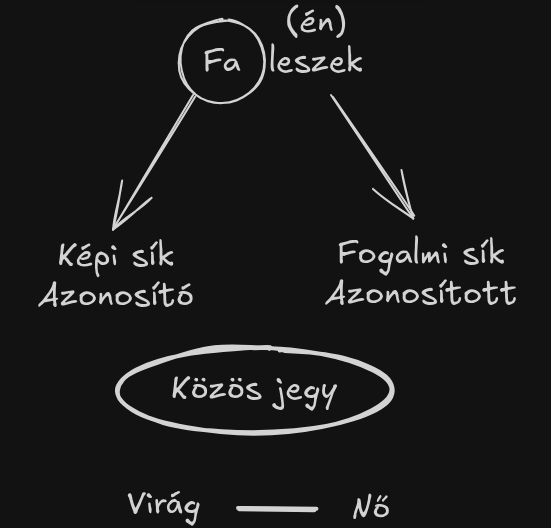 (én)
Fa leszek
Képi sík
Azonosító
Fogalmi sík
Azonosított
Közös jegy
Virág
Nő